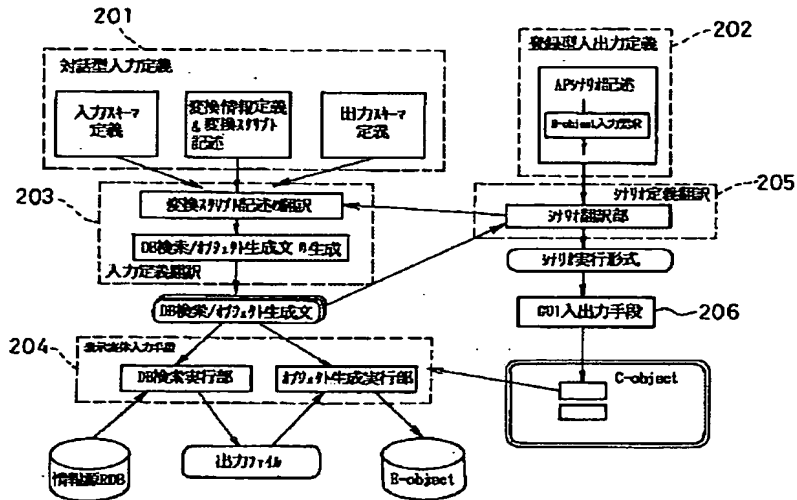 201
対話型入力定義
入力スキーマ
定義
変換情報定義
&変換スクリプト
記述
出力スキーマ
定義
202
登録型入出力定義
APシナリオ記述
E-object入力選択
203
変換スクリプト記述の翻訳
DB検索/オブジェクト生成文の生成
入力定義翻訳
シナリオ定義翻訳
205
シナリオ翻訳部
シナリオ実行形式
DB検索/オブジェクト生成文
GUI入出力手段
206
204
表示実体入力手段
DB検索実行部
オブジェクト生成実行部
C-object
情報源RDB
出力ファイル
E-object